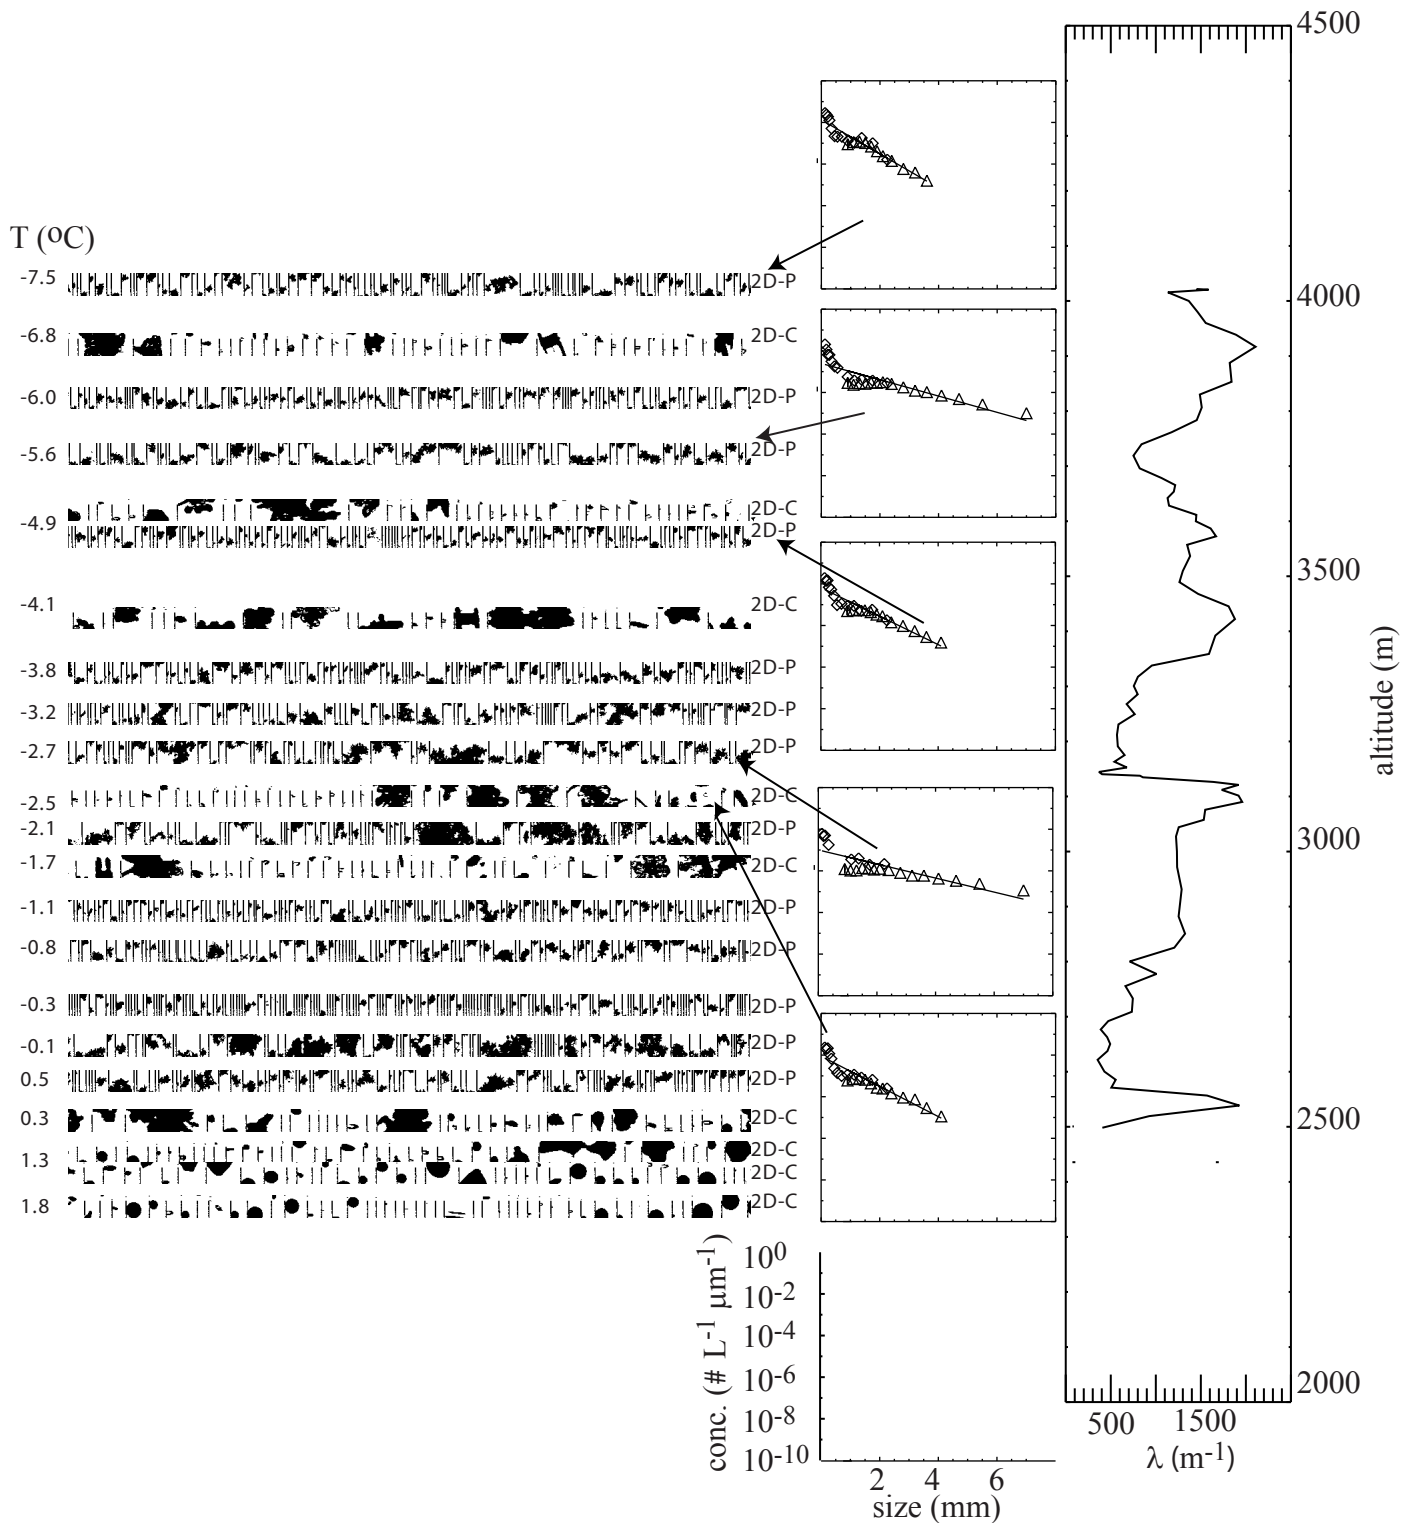 4500
T (ºC)
-7.5 2D-P
4000
-6.8 2D-C
-6.0 2D-P
-5.6 2D-P
-4.9 2D-C
2D-P
3500
-4.1 2D-C
altitude (m)
-3.8 2D-P
-3.2 2D-P
-2.7 2D-P
-2.5 2D-C
-2.1 2D-P
3000
-1.7 2D-C
-1.1 2D-P
-0.8 2D-P
-0.3 2D-P
-0.1 2D-P
0.5 2D-P
0.3 2D-C
2500
1.3 2D-C
2D-C
1.8 2D-C
conc. (# L-1 μm-1)
100
10-2
10-4
10-6
10-8
10-10
2000
500 1500
λ (m-1)
2 4 6
size (mm)